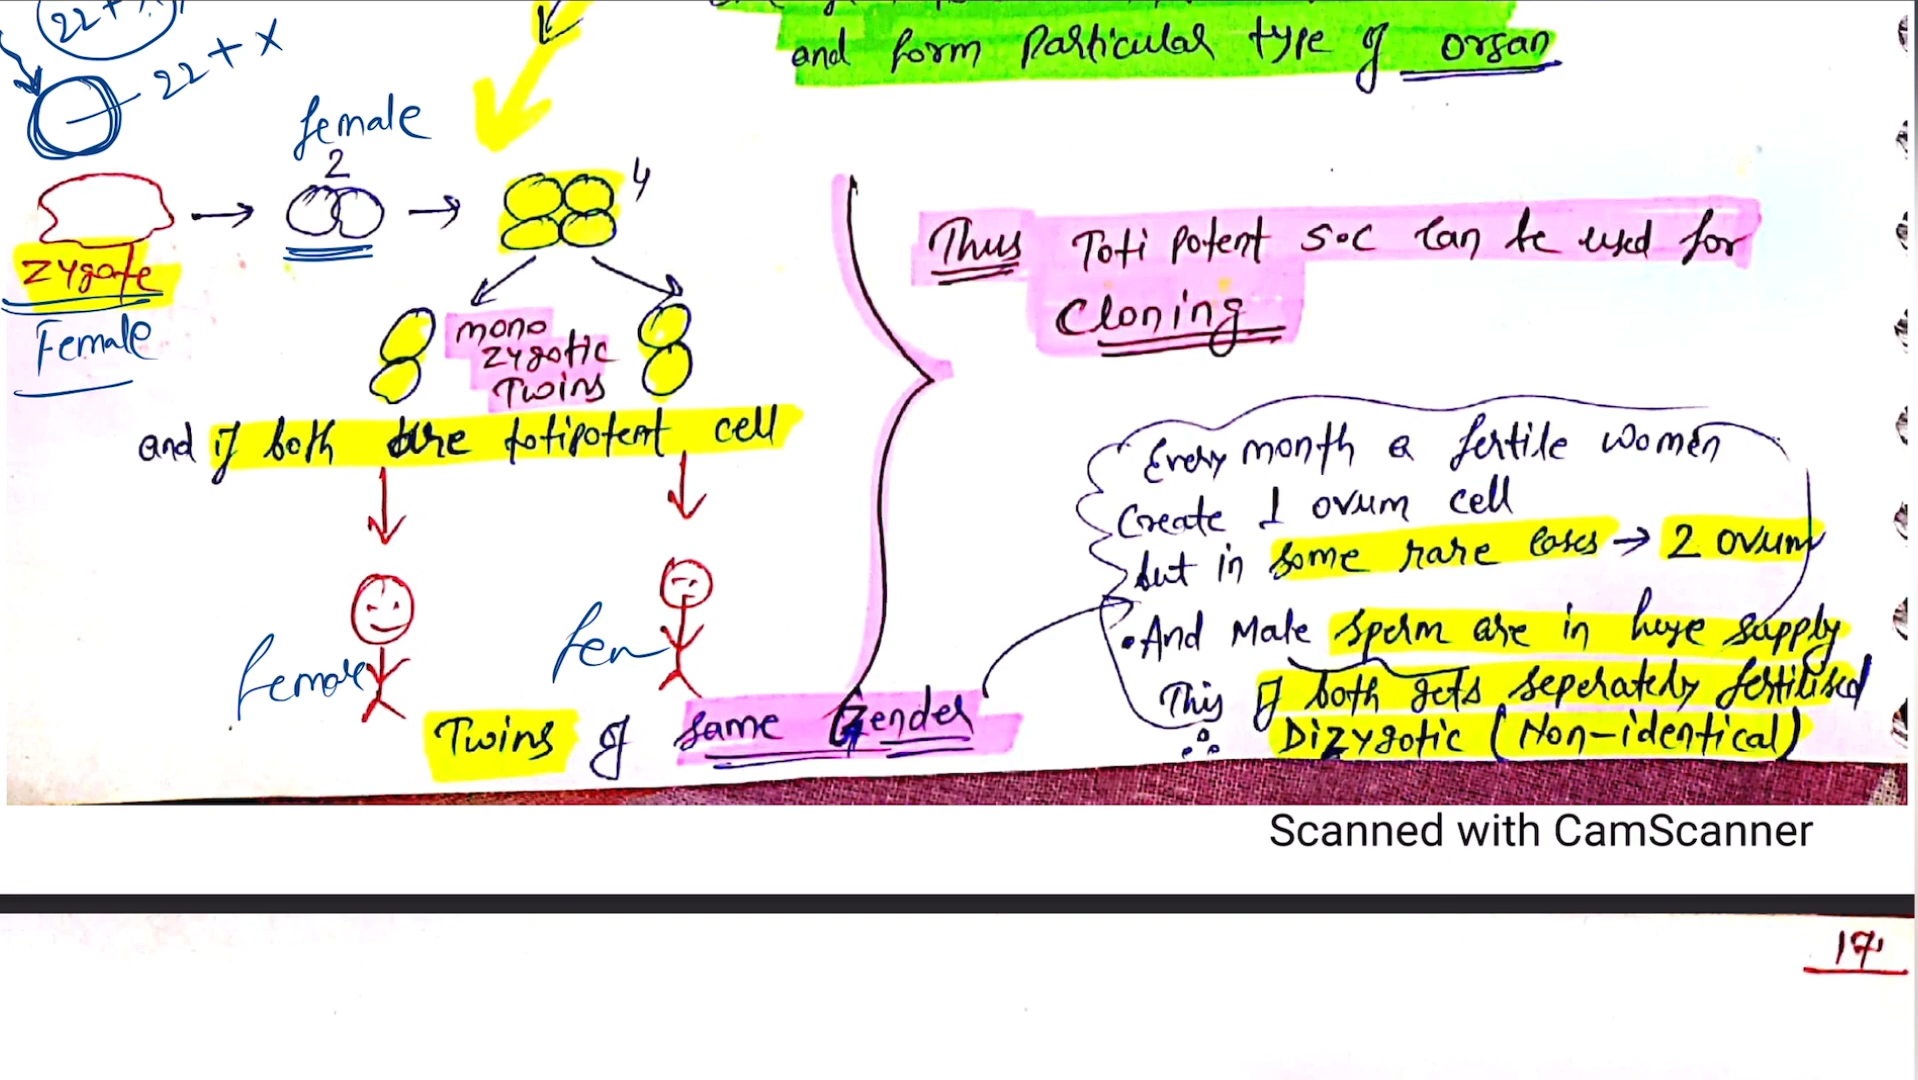 22 + X
and form Particular type of organ
22 + X
female
2
4
Zygote
Female
mono
zygotic
Twins
and if both are totipotent cell
female
fem
Twins of same Gender
Thus Toti potent S.C can be used for
Cloning
Every month a fertile women
Create 1 ovum cell
but in some rare cases → 2 ovum
• And Male sperm are in huge supply
This if both gets seperately fertilised
∴ Dizygotic (Non-identical)
Scanned with CamScanner
17